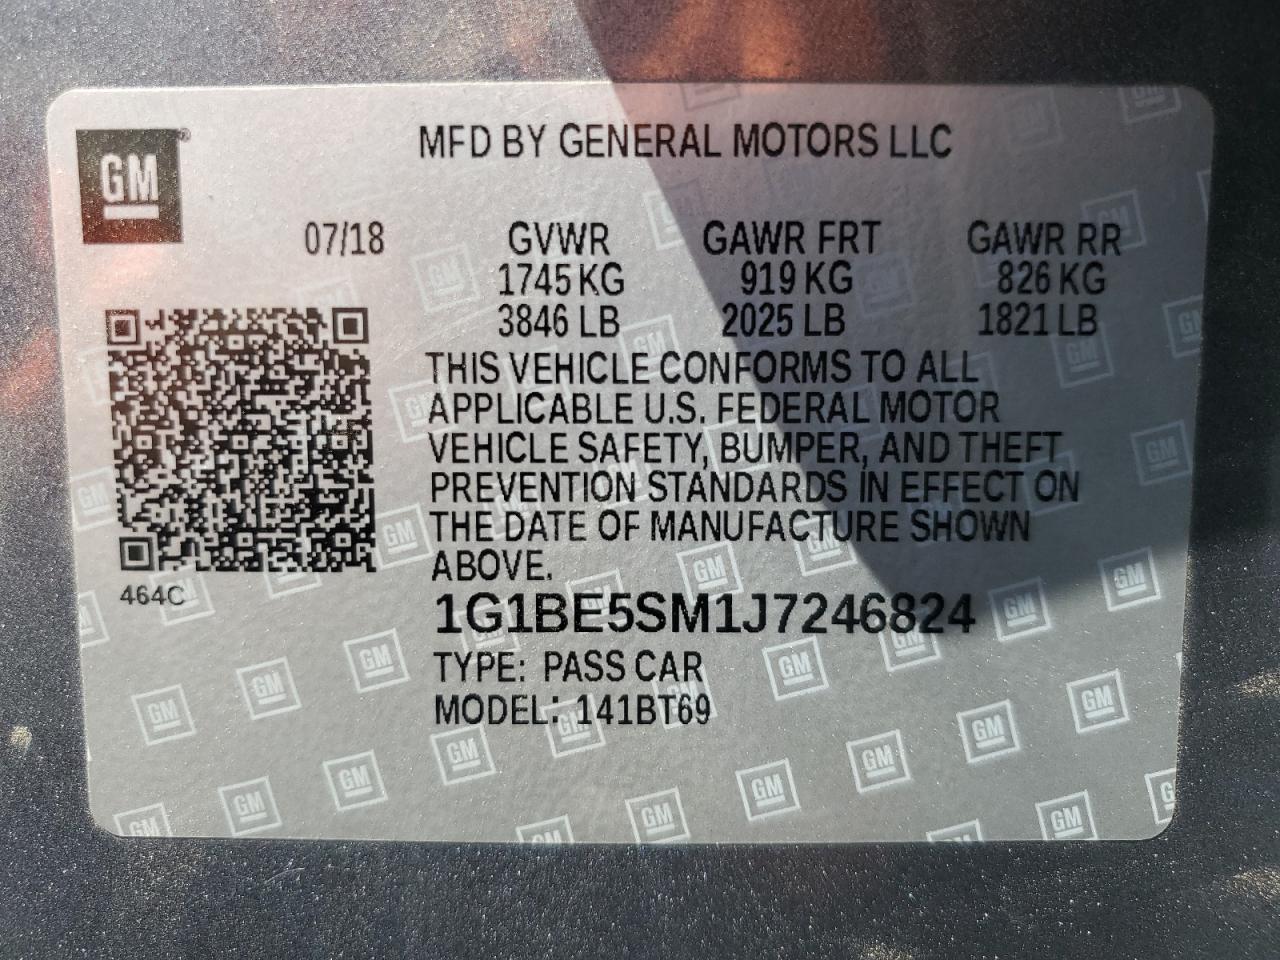 GM
MFD BY GENERAL MOTORS LLC
07/18 GVWR GAWR FRT GAWR RR
1745 KG 919 KG 826 KG
3846 LB 2025 LB 1821 LB
THIS VEHICLE CONFORMS TO ALL
APPLICABLE U.S. FEDERAL MOTOR
VEHICLE SAFETY, BUMPER, AND THEFT
PREVENTION STANDARDS IN EFFECT ON
THE DATE OF MANUFACTURE SHOWN
ABOVE.
464C
1G1BE5SM1J7246824
TYPE: PASS CAR
MODEL: 141BT69